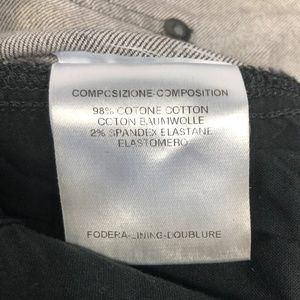 COMPOSIZIONE-COMPOSITION
98% COTONE COTTON
COTON BAUMWOLLE
2% SPANDEX ELASTANE
ELASTOMERO
FODERA-LINING-DOUBLURE